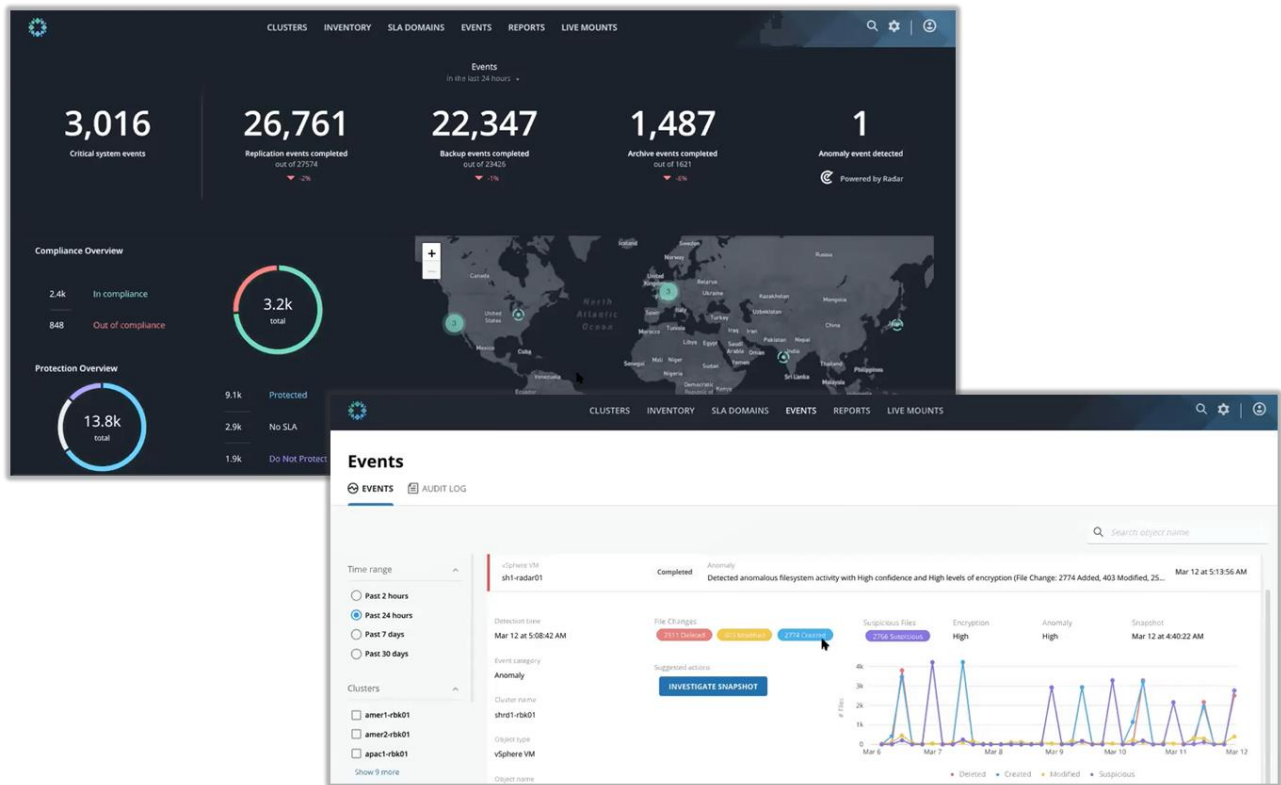 CLUSTERS INVENTORY SLA DOMAINS EVENTS REPORTS LIVE MOUNTS
Events
in the last 24 hours
3,016 26,761 22,347 1,487 1
Critical system events Replication events completed Backup events completed Archive events completed Anomaly event detected
out of 27574 out of 23426 out of 1621
-2% -1% -6% Powered by Radar
Compliance Overview
2.4k In compliance
848 Out of compliance
3.2k
total
Protection Overview
13.8k
total
9.1k Protected
2.9k No SLA
1.9k Do Not Protect
+
Iceland Sweden
Norway Russia
Canada
United Kingdom
Belarus
Ukraine Kazakhstan Mongolia
North
Atlantic
Ocean
3
3
United States
Spain Italy Turkey Uzbekistan
China
Morocco Tunisia Iraq Iran
Libya Egypt Saudi Arabia Oman Pakistan Nepal
India
Mexico Cuba
Mali Niger Sudan Yemen Thailand Philippines
Senegal Nigeria Sri Lanka Malaysia
Venezuela
Democratic Republic of Kenya
CLUSTERS INVENTORY SLA DOMAINS EVENTS REPORTS LIVE MOUNTS
Events
EVENTS AUDIT LOG
Search object name
Time range
Past 2 hours
Past 24 hours
Past 7 days
Past 30 days
Clusters
amer1-rbk01
amer2-rbk01
apac1-rbk01
Show 9 more
vSphere VM Anomaly
sh1-radar01 Completed Detected anomalous filesystem activity with High confidence and High levels of encryption (File Change: 2774 Added, 403 Modified, 25... Mar 12 at 5:13:56 AM
Detection time
Mar 12 at 5:08:42 AM
Event category
Anomaly
Cluster name
shrd1-rbk01
Object type
vSphere VM
Object name
File Changes
2511 Deleted 403 Modified 2774 Created
Suggested actions
INVESTIGATE SNAPSHOT
Suspicious Files Encryption Anomaly Snapshot
2766 Suspicious High High Mar 12 at 4:40:22 AM
# Files
4k
3k
2k
1k
0
Mar 6 Mar 7 Mar 8 Mar 9 Mar 10 Mar 11 Mar 12
Deleted Created Modified Suspicious